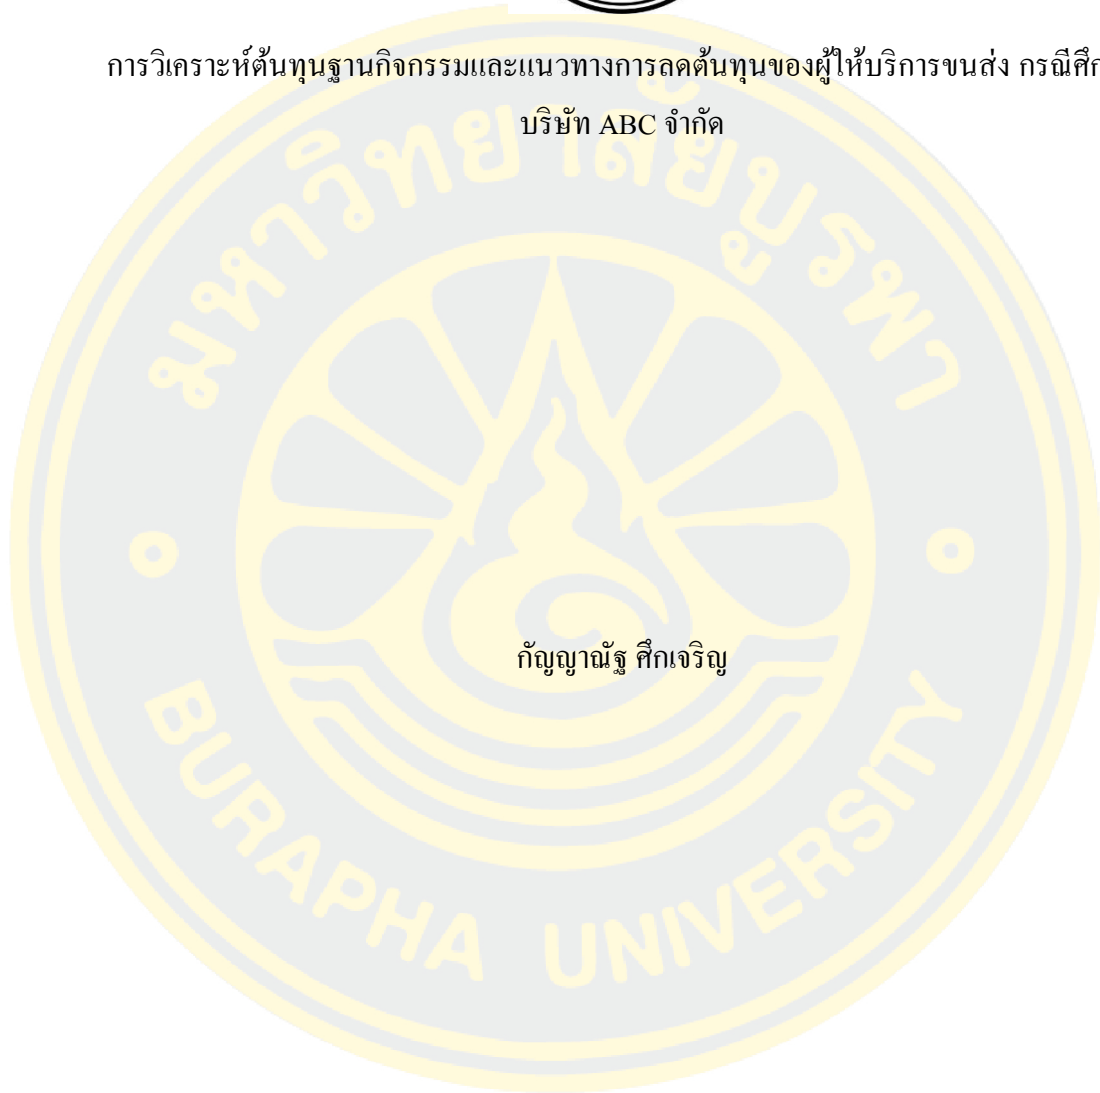 การวิเคราะห์ต้นทุนฐานกิจกรรมและแนวทางการลดต้นทุนของผู้ให้บริการขนส่ง กรณีศึก
บริษัท ABC จำกัด
มหาวิทยาลัยบูรพา
กัญญาณัฐ ศึกเจริญ
BURAPHA UNIVERSITY